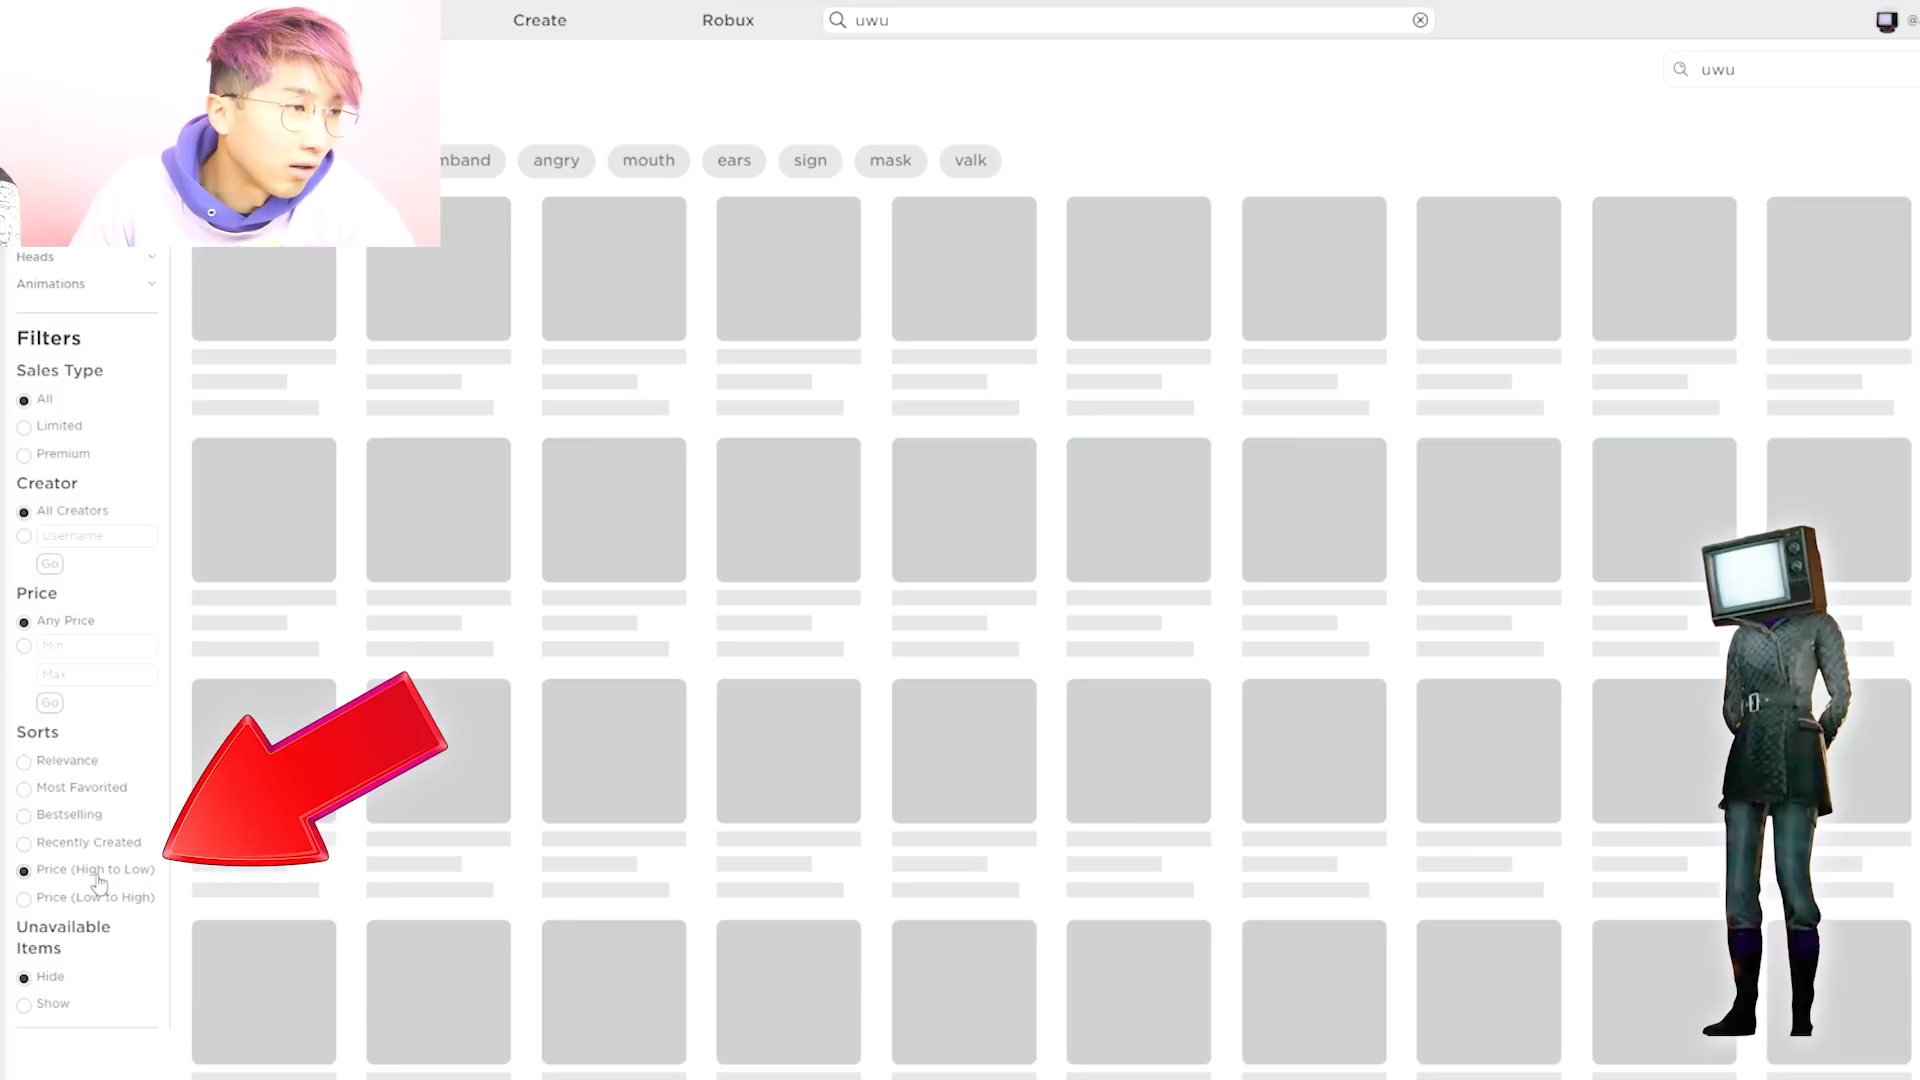 Create
Robux
uwu
@
uwu
mband
angry
mouth
ears
sign
mask
valk
Heads
Animations
Filters
Sales Type
All
Limited
Premium
Creator
All Creators
Username
Go
Price
Any Price
Min
Max
Go
Sorts
Relevance
Most Favorited
Bestselling
Recently Created
Price (High to Low)
Price (Low to High)
Unavailable
Items
Hide
Show